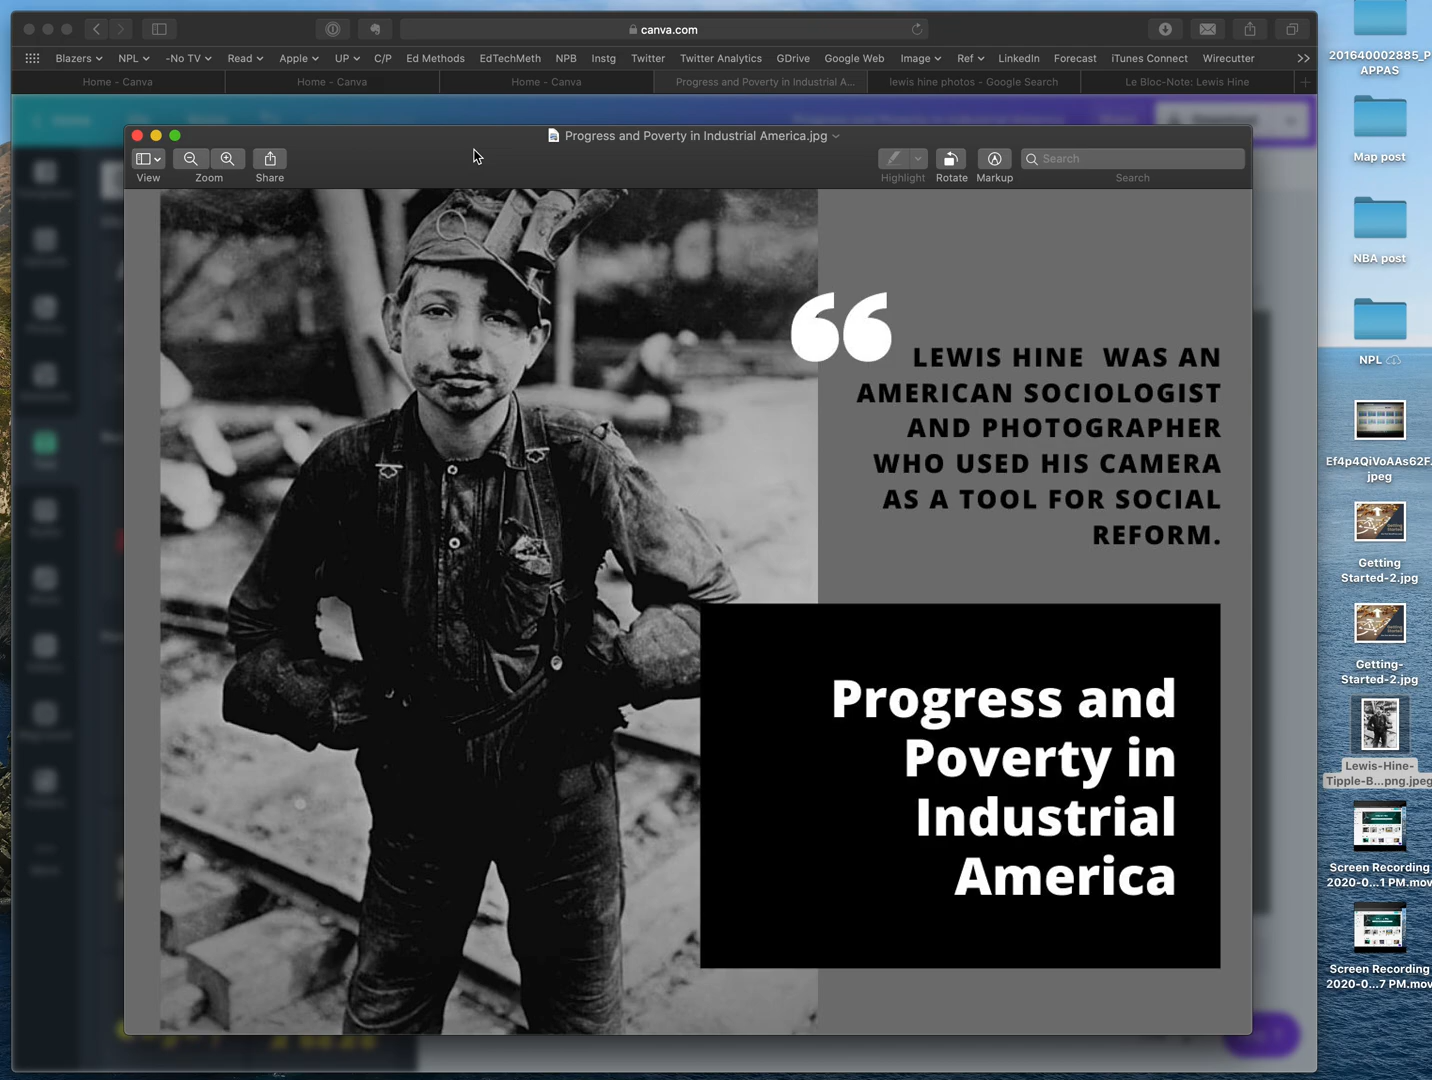 canva.com
Blazers NPL -No TV Read Apple UP C/P Ed Methods EdTechMeth NPB Instg Twitter Twitter Analytics GDrive Google Web Image Ref LinkedIn Forecast iTunes Connect Wirecutter
Home - Canva Home - Canva Home - Canva Progress and Poverty in Industrial A... lewis hine photos - Google Search Le Bloc-Note: Lewis Hine
Progress and Poverty in Industrial America.jpg
Search
View Zoom Share Highlight Rotate Markup Search
LEWIS HINE WAS AN
AMERICAN SOCIOLOGIST
AND PHOTOGRAPHER
WHO USED HIS CAMERA
AS A TOOL FOR SOCIAL
REFORM.
Progress and
Poverty in
Industrial
America
201640002885_P
APPAS
Map post
NBA post
NPL
Ef4p4QiVoAAs62F.
jpeg
Getting
Started-2.jpg
Getting-
Started-2.jpg
Lewis-Hine-
Tipple-B...png.jpeg
Screen Recording
2020-0...1 PM.mov
Screen Recording
2020-0...7 PM.mov